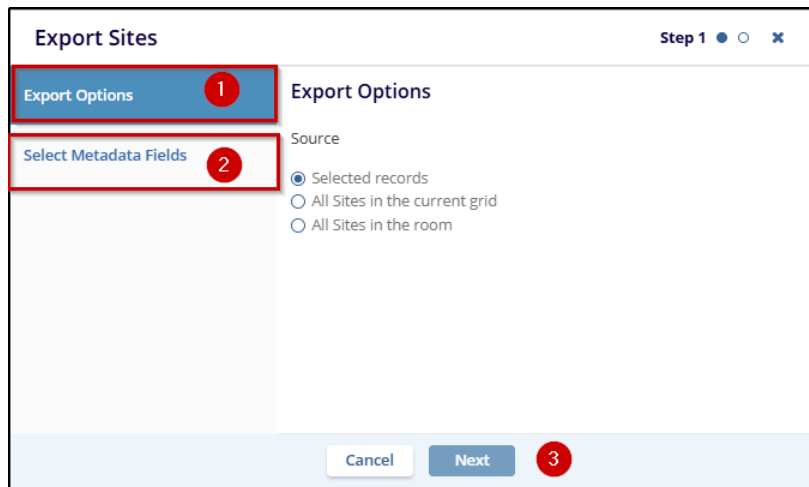 Export Sites
Step 1
Export Options
1
Select Metadata Fields
2
Export Options
Source
Selected records
All Sites in the current grid
All Sites in the room
Cancel
Next
3